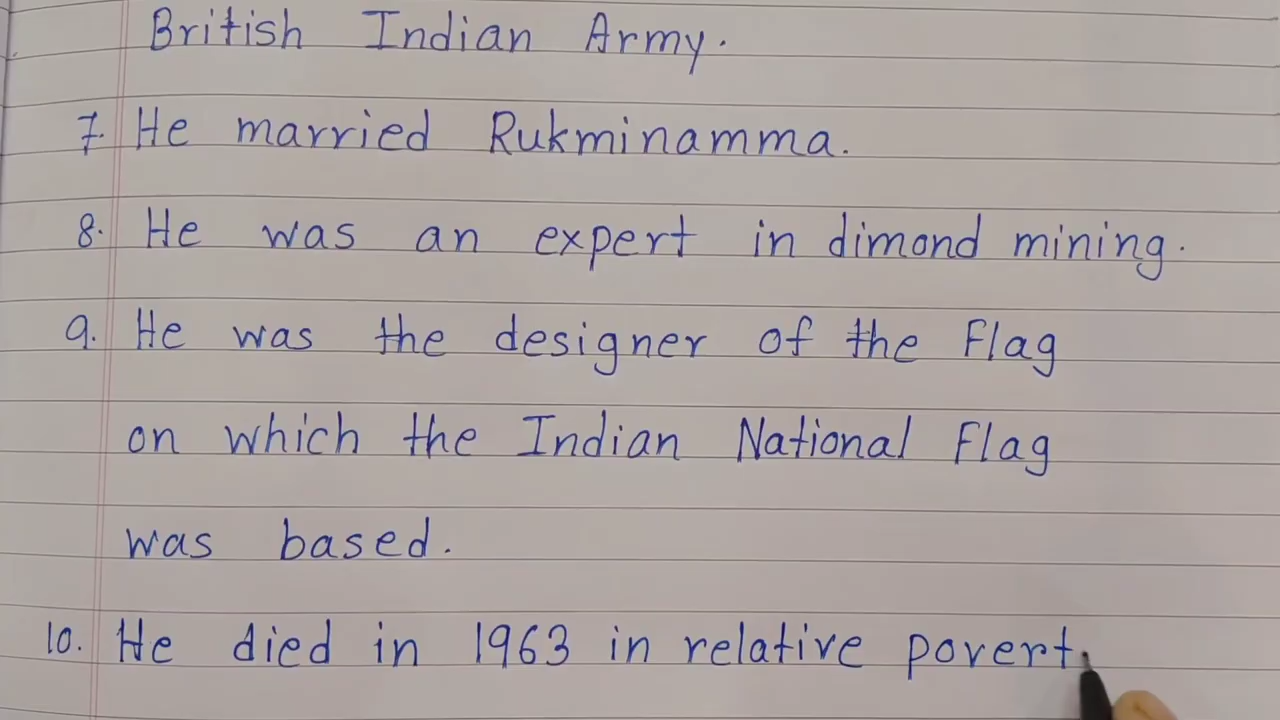 British Indian Army.
7. He married Rukminamma.
8. He was an expert in dimond mining.
9. He was the designer of the Flag
on which the Indian National Flag
was based.
10. He died in 1963 in relative povert